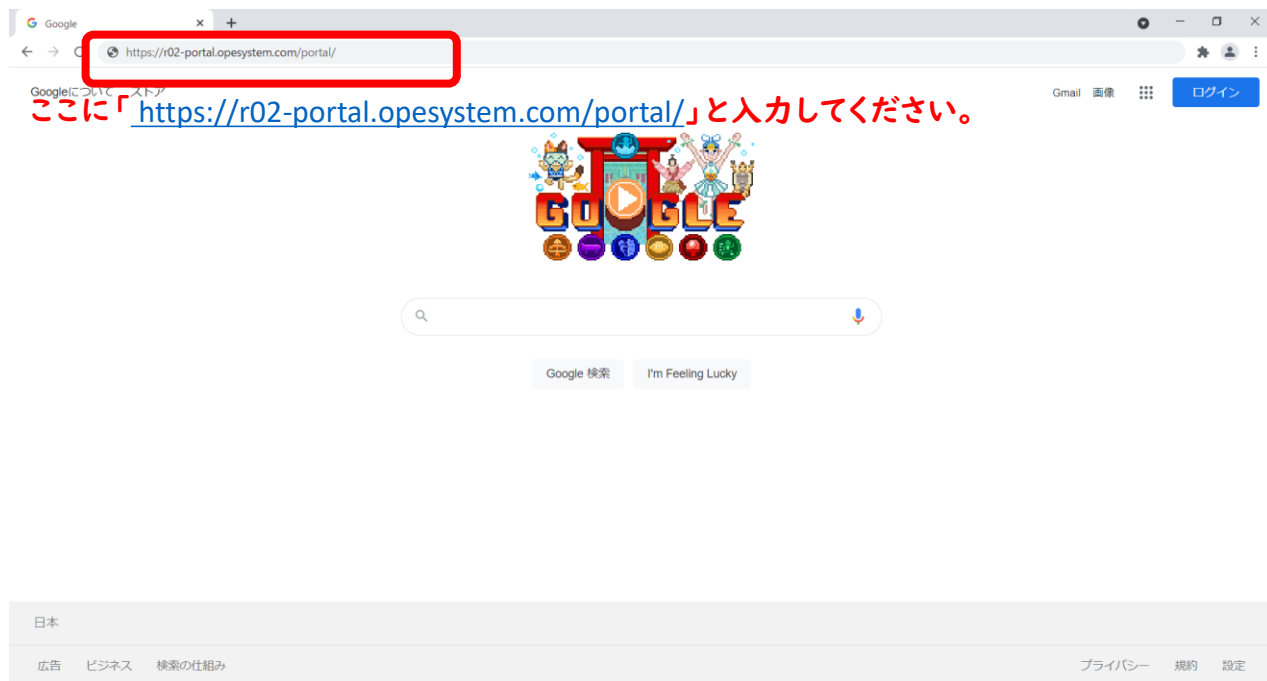 Google
https://r02-portal.opesystem.com/portal/
Googleについて ストア
Gmail 画像 ログイン
ここに「 https://r02-portal.opesystem.com/portal/」と入力してください。
GOOGLE
Google 検索 I'm Feeling Lucky
日本
広告 ビジネス 検索の仕組み プライバシー 規約 設定